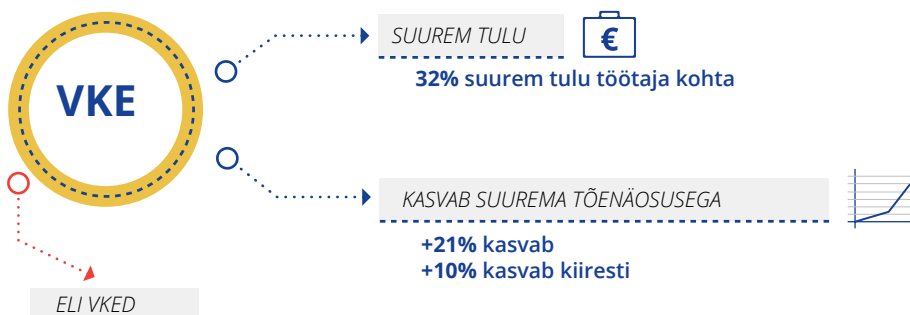 VKE
SUUREM TULU
€
32% suurem tulu töötaja kohta
KASVAB SUUREMA TÕENÄOSUSEGA
+21% kasvab
+10% kasvab kiiresti
ELI VKED